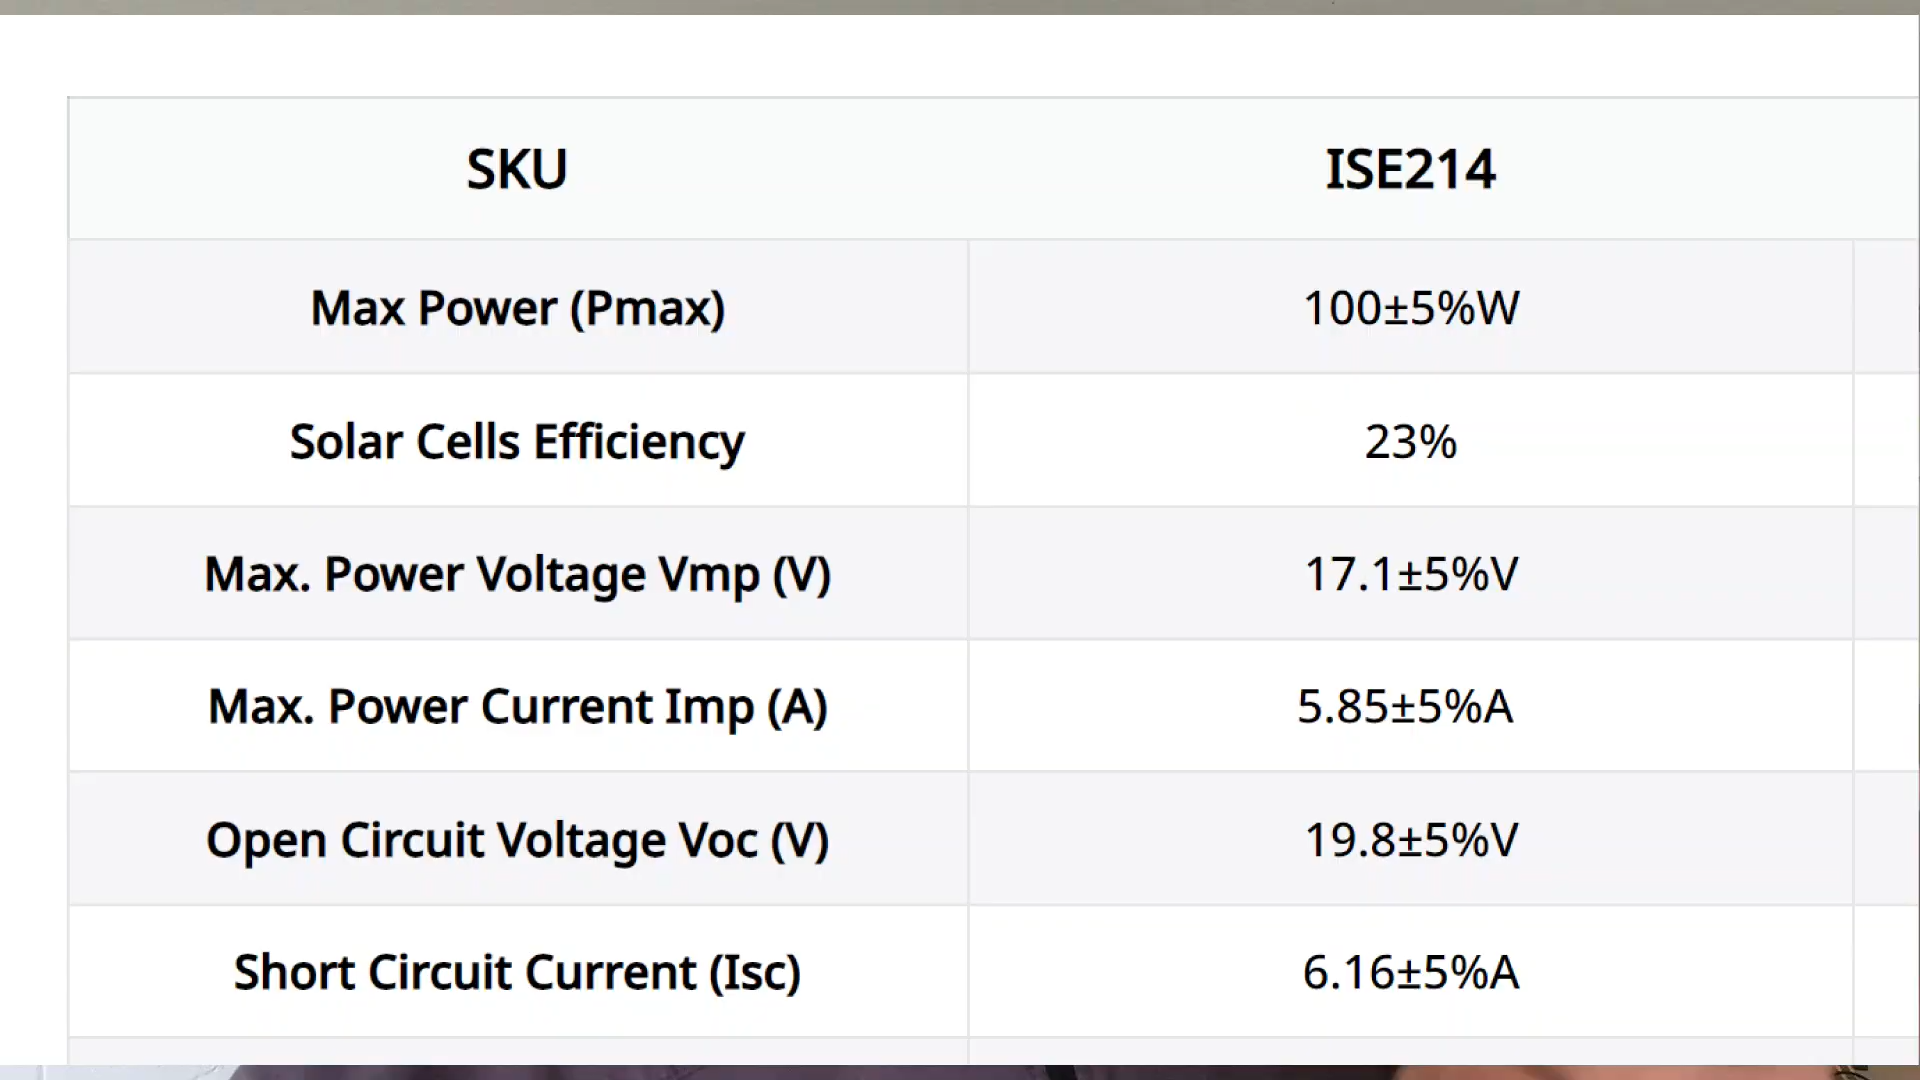 SKU ISE214
Max Power (Pmax) 100±5%W
Solar Cells Efficiency 23%
Max. Power Voltage Vmp (V) 17.1±5%V
Max. Power Current Imp (A) 5.85±5%A
Open Circuit Voltage Voc (V) 19.8±5%V
Short Circuit Current (Isc) 6.16±5%A